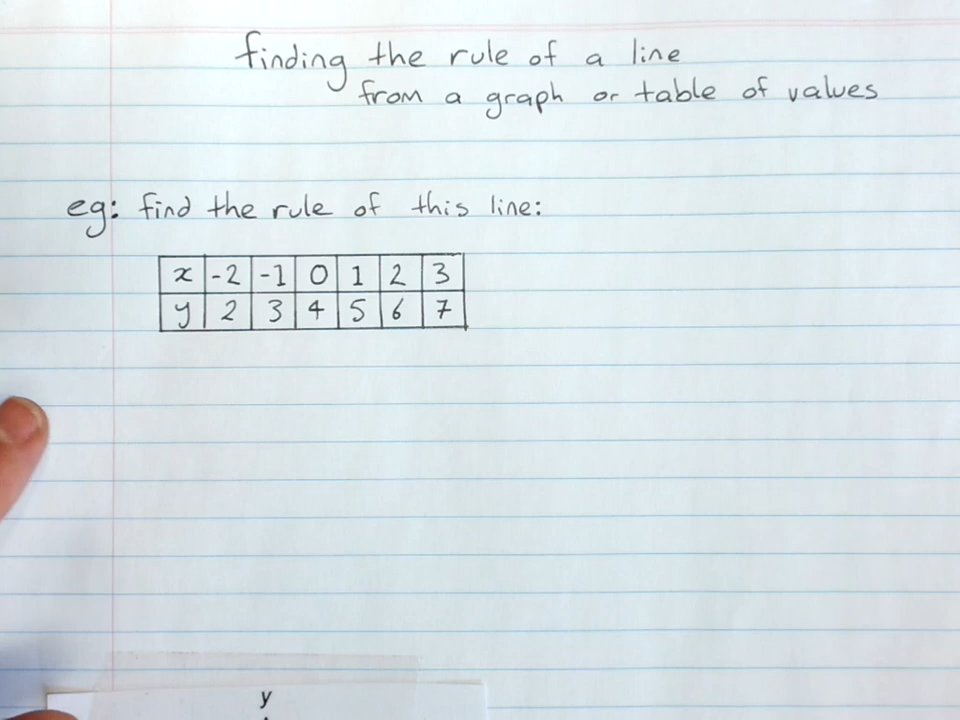 finding the rule of a line
from a graph or table of values
eg: find the rule of this line:
x -2 -1 0 1 2 3
y 2 3 4 5 6 7
y